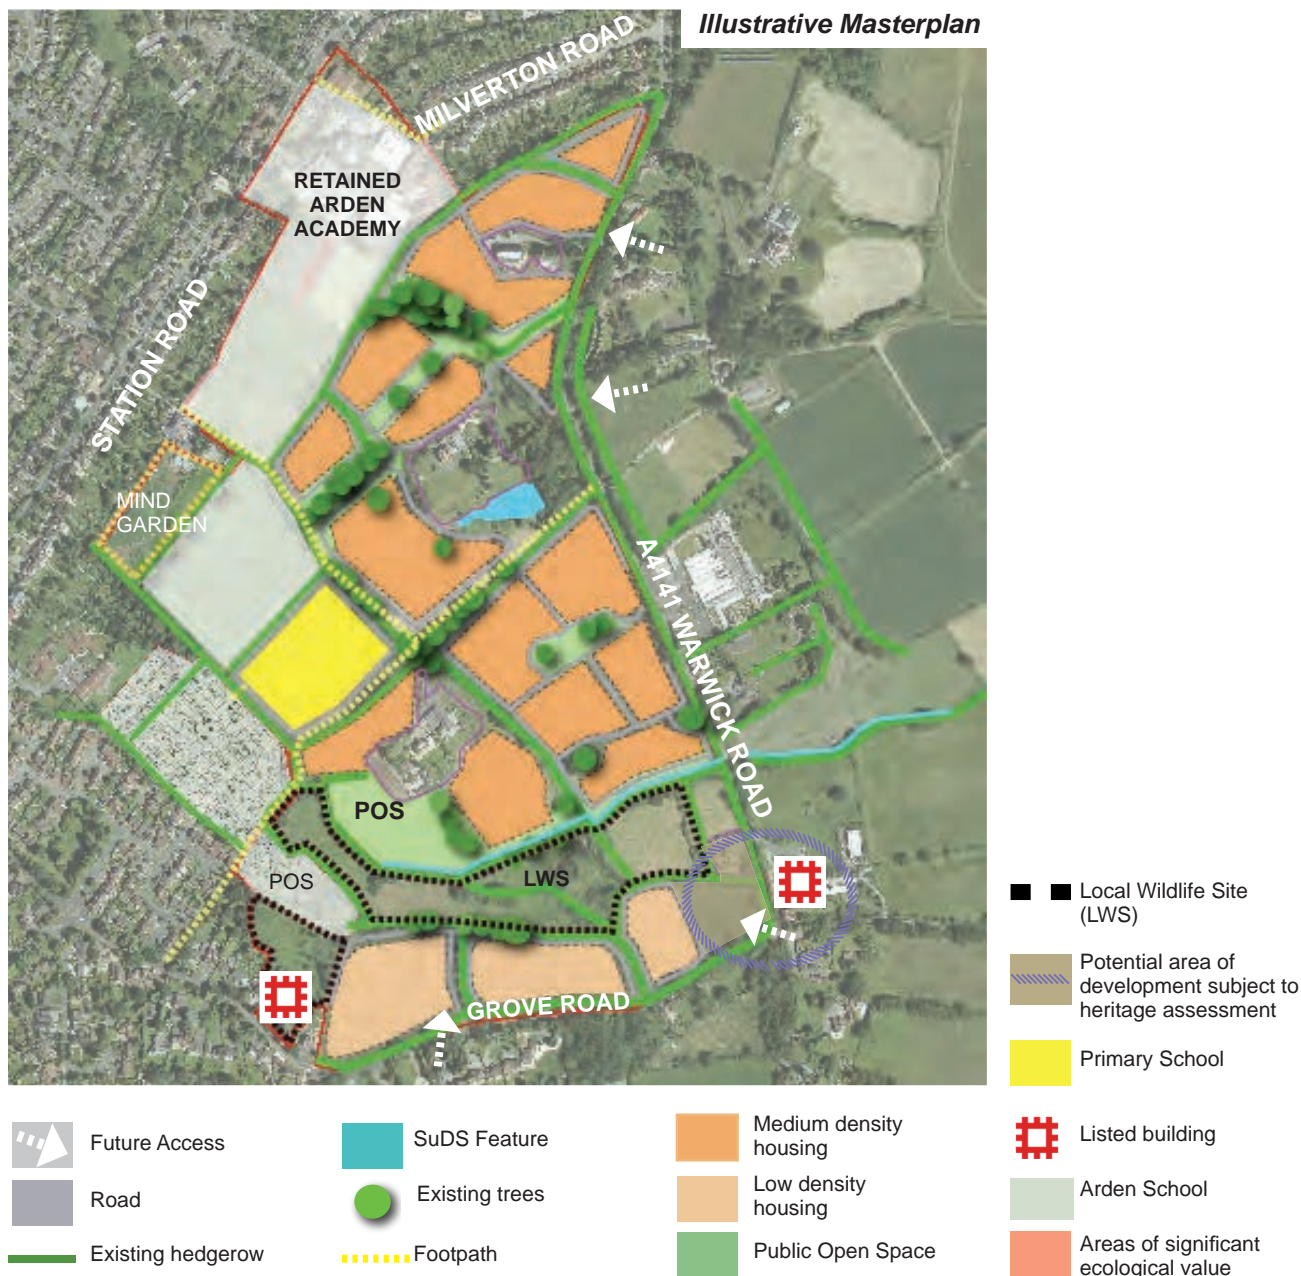 Illustrative Masterplan
MILVERTON ROAD
RETAINED
ARDEN
ACADEMY
STATION ROAD
MIND
GARDEN
A4141 WARWICK ROAD
POS
LWS
POS
GROVE ROAD
Local Wildlife Site
(LWS)
Potential area of
development subject to
heritage assessment
Primary School
Listed building
Arden School
Areas of significant
ecological value
Future Access
Road
Existing hedgerow
SuDS Feature
Existing trees
Footpath
Medium density
housing
Low density
housing
Public Open Space